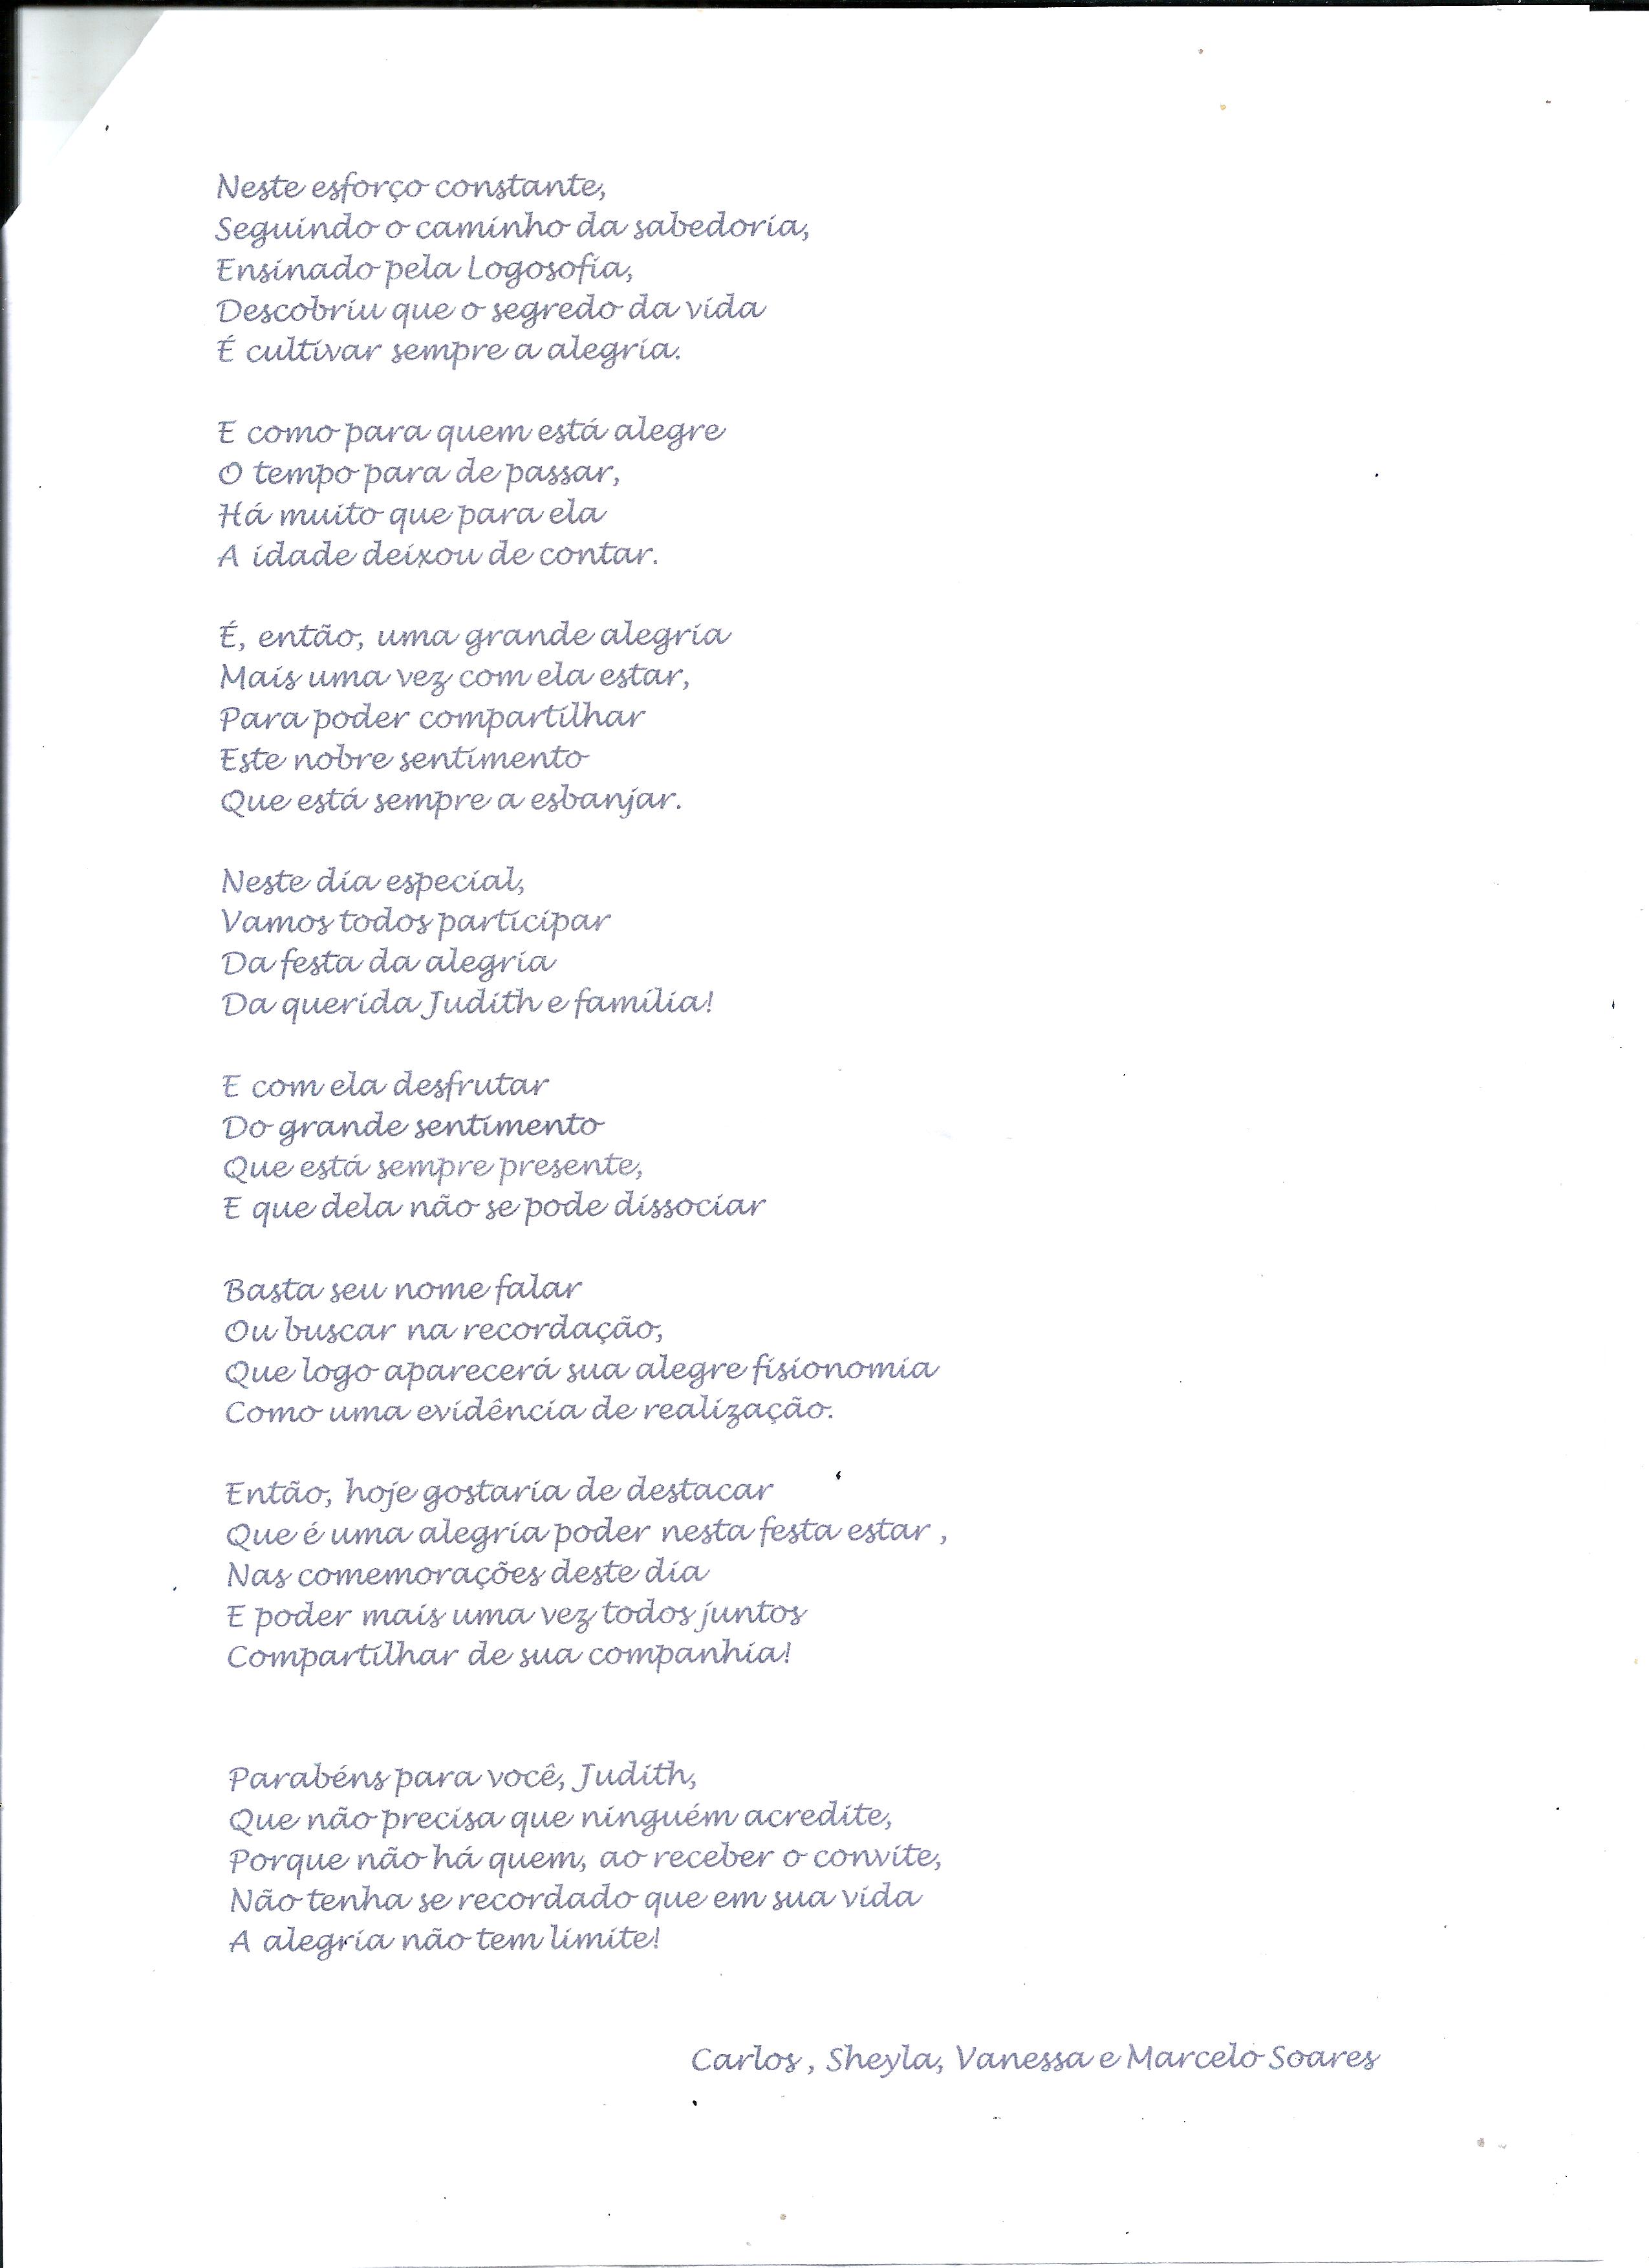 Neste esforço constante,
Seguindo o caminho da sabedoria,
Ensinado pela Logosofia,
Descobriu que o segredo da vida
É cultivar sempre a alegria.
E como para quem está alegre
O tempo para de passar,
Há muito que para ela
A idade deixou de contar.
É, então, uma grande alegria
Mais uma vez com ela estar,
Para poder compartilhar
Este nobre sentimento
Que está sempre a esbanjar.
Neste dia especial,
Vamos todos participar
Da festa da alegria
Da querida Judith e família!
E com ela desfrutar
Do grande sentimento
Que está sempre presente,
E que dela não se pode dissociar
Basta seu nome falar
Ou buscar na recordação,
Que logo aparecerá sua alegre fisionomia
Como uma evidência de realização.
Então, hoje gostaria de destacar
Que é uma alegria poder nesta festa estar ,
Nas comemorações deste dia
E poder mais uma vez todos juntos
Compartilhar de sua companhia!
Parabéns para você, Judith,
Que não precisa que ninguém acredite,
Porque não há quem, ao receber o convite,
Não tenha se recordado que em sua vida
A alegria não tem limite!
Carlos , Sheyla, Vanessa e Marcelo Soares